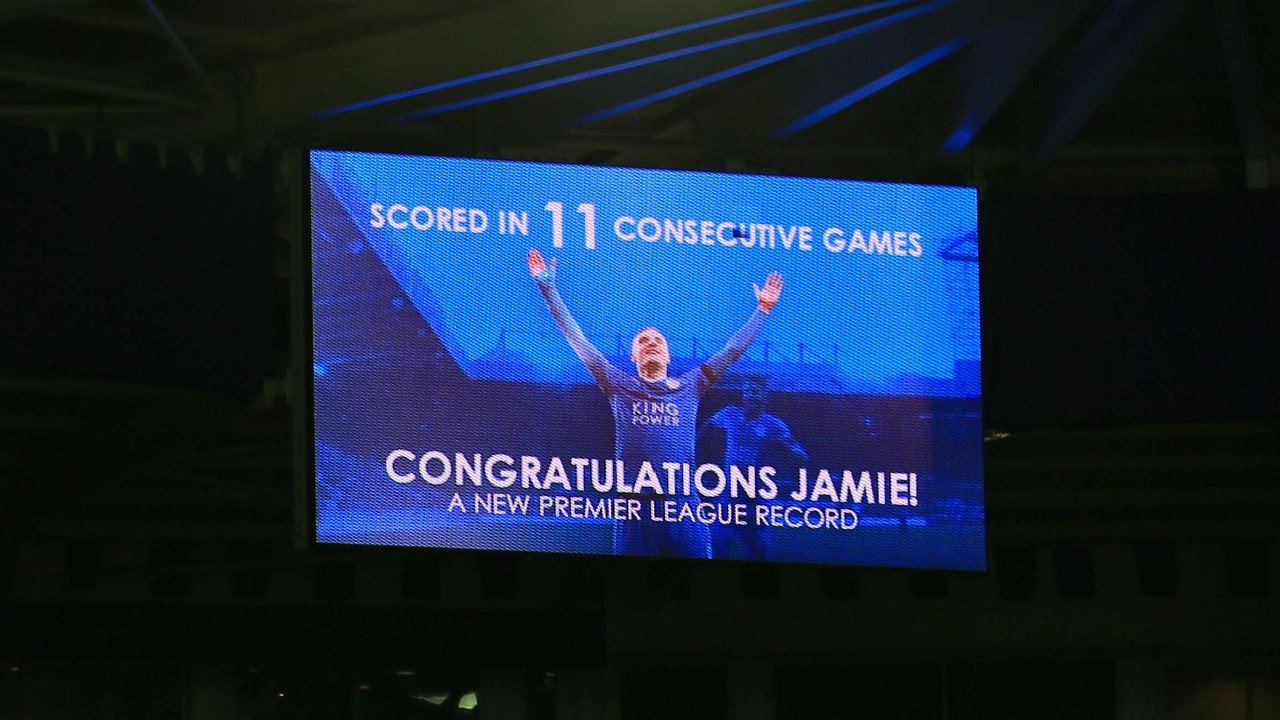 SCORED IN 11 CONSECUTIVE GAMES
KING
POWER
CONGRATULATIONS JAMIE!
A NEW PREMIER LEAGUE RECORD